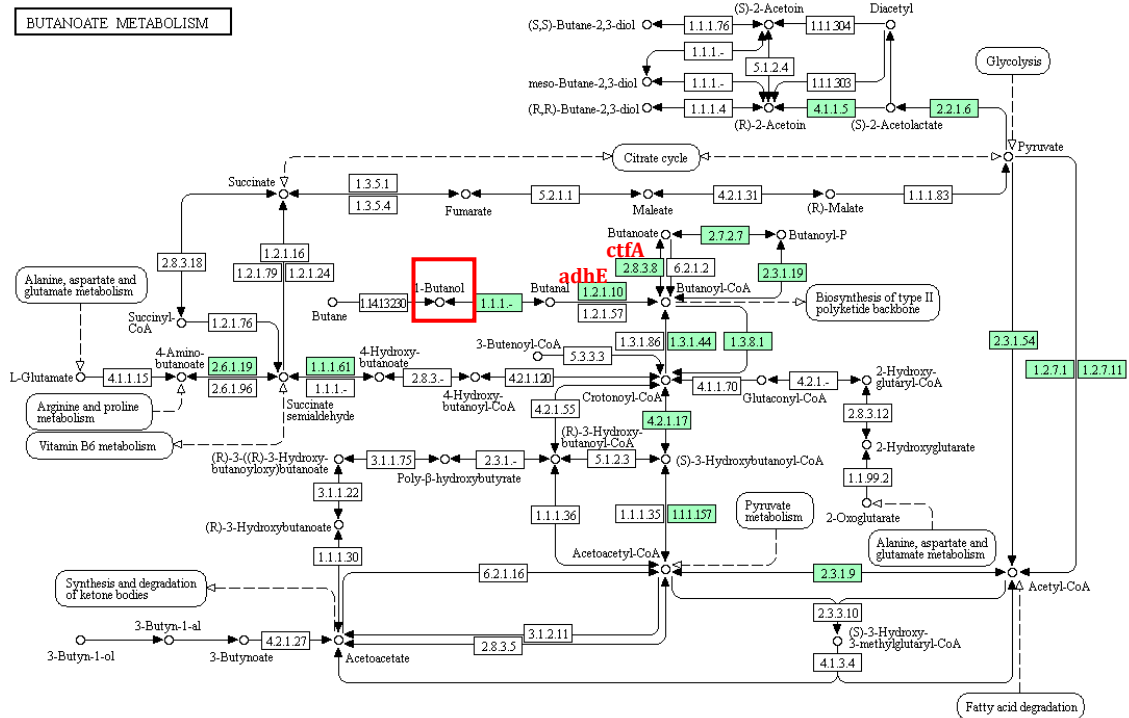 BUTANOATE METABOLISM
(S)-2-Acetoin
Diacetyl
(S,S)-Butane-2,3-diol
1.1.1.76
1.1.1.304
Glycolysis
1.1.1.-
5.1.2.4
meso-Butane-2,3-diol
1.1.1.-
1.1.1.303
(R,R)-Butane-2,3-diol
1.1.1.4
4.1.1.5
2.2.1.6
(R)-2-Acetoin
(S)-2-Acetolactate
Pyruvate
Citrate cycle
Succinate
1.3.5.1
1.3.5.4
Fumarate
5.2.1.1
Maleate
4.2.1.31
(R)-Malate
1.1.1.83
Butanoate
2.7.2.7
Butanoyl-P
ctfA
1.2.1.16
1.2.1.79
1.2.1.24
2.8.3.18
2.8.3.8
6.2.1.2
2.3.1.19
adhE
Alanine, aspartate and
glutamate metabolism
1-Butanol
Butanal
1.2.1.10
Butanoyl-CoA
Butane
1.14.13.230
1.1.1.-
1.2.1.57
Biosynthesis of type II
polyketide backbone
Succinyl-
CoA
1.2.1.76
3-Butenoyl-CoA
5.3.3.3
1.3.1.86
1.3.1.44
1.3.8.1
2.3.1.54
4-Amino-
butanoate
2.6.1.19
1.1.1.61
4-Hydroxy-
butanoate
1.2.7.1
1.2.7.11
L-Glutamate
4.1.1.15
2.6.1.96
1.1.1.-
2.8.3.-
4.2.1.120
4.1.1.70
4.2.1.-
2-Hydroxy-
glutaryl-CoA
Succinate
semialdehyde
4-Hydroxy-
butanoyl-CoA
Crotonoyl-CoA
Glutaconyl-CoA
Arginine and proline
metabolism
4.2.1.55
4.2.1.17
2.8.3.12
Vitamin B6 metabolism
(R)-3-Hydroxy-
butanoyl-CoA
2-Hydroxyglutarate
(R)-3-((R)-3-Hydroxy-
butanoyloxy)butanoate
3.1.1.75
2.3.1.-
5.1.2.3
(S)-3-Hydroxybutanoyl-CoA
Poly-β-hydroxybutyrate
1.1.99.2
3.1.1.22
2-Oxoglutarate
Pyruvate
metabolism
(R)-3-Hydroxybutanoate
1.1.1.36
1.1.1.35
1.1.1.157
Alanine, aspartate and
glutamate metabolism
1.1.1.30
Acetoacetyl-CoA
6.2.1.16
2.3.1.9
Acetyl-CoA
Synthesis and degradation
of ketone bodies
2.3.3.10
3-Butyn-1-al
3.1.2.11
(S)-3-Hydroxy-
3-methylglutaryl-CoA
3-Butyn-1-ol
3-Butynoate
4.2.1.27
Acetoacetate
2.8.3.5
4.1.3.4
Fatty acid degradation